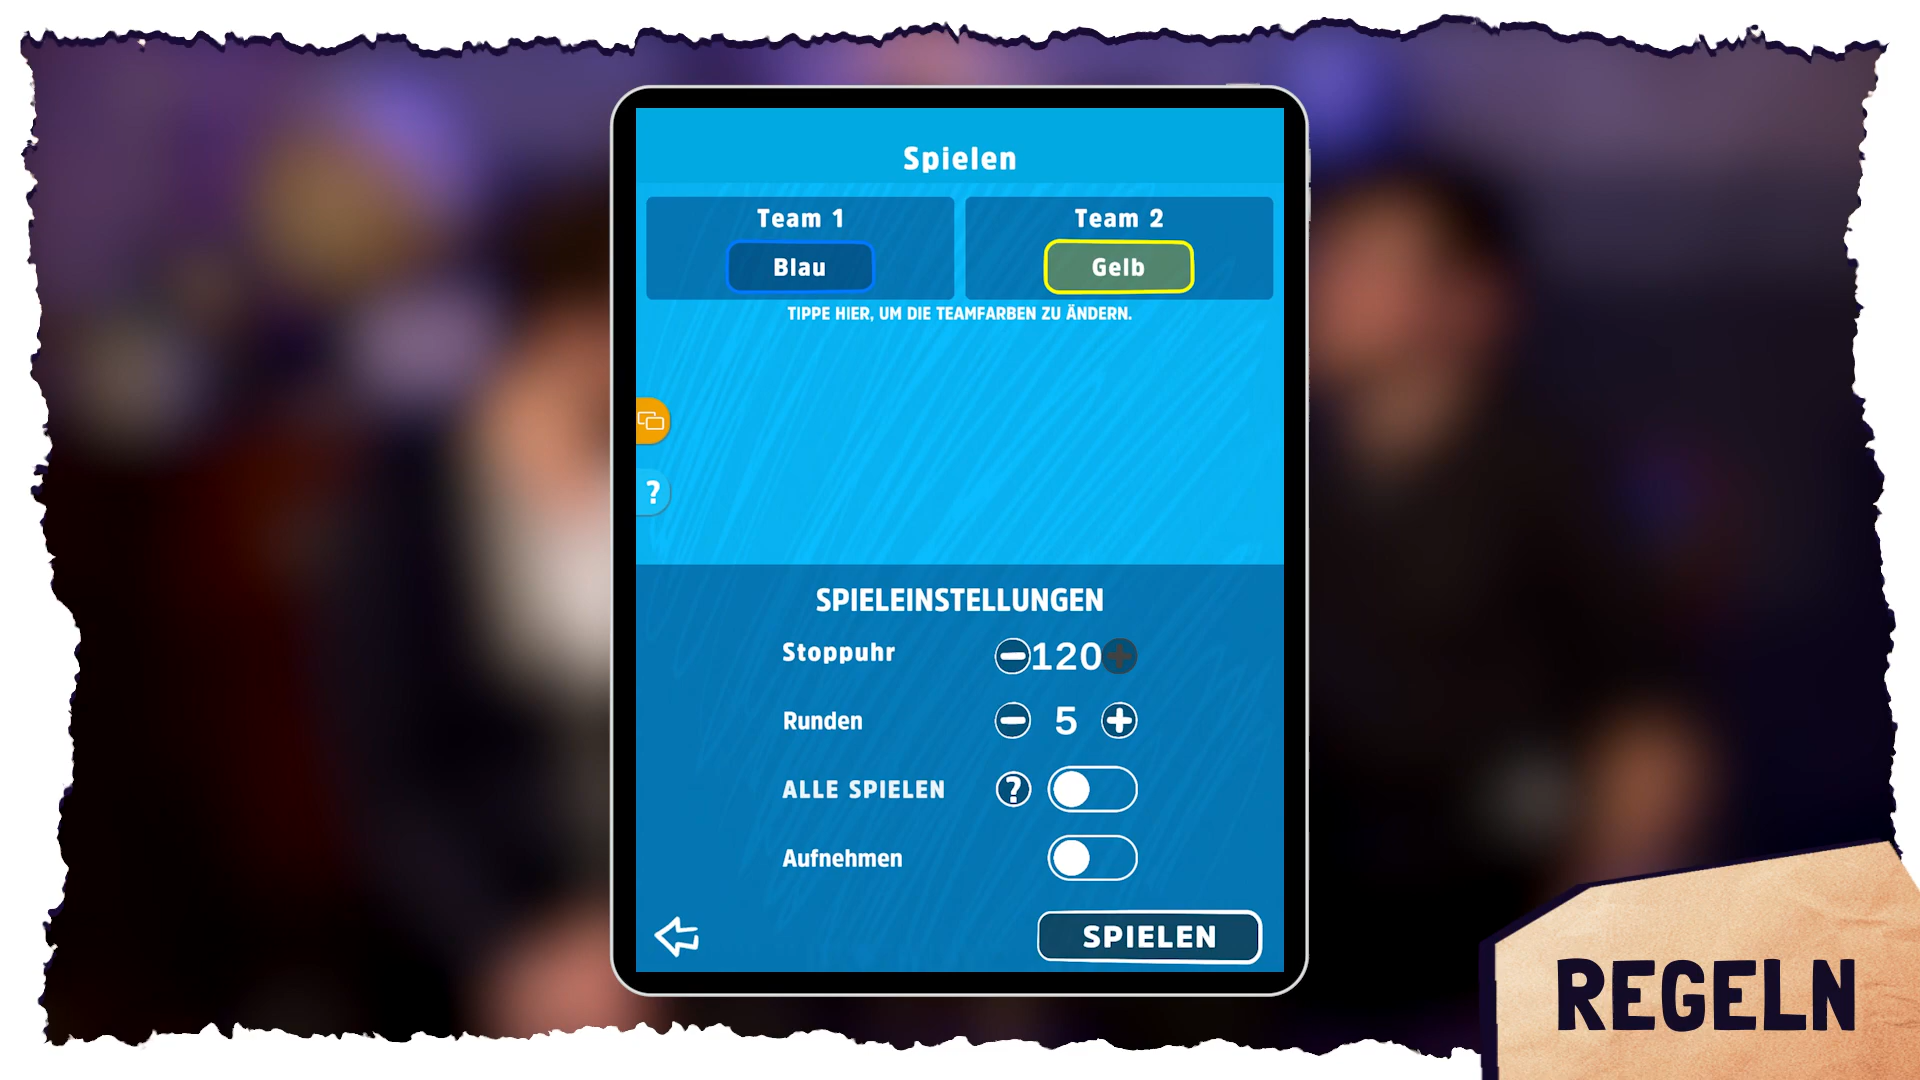 Spielen
Team 1
Team 2
Blau
Gelb
TIPPE HIER, UM DIE TEAMFARBEN ZU ÄNDERN.
?
SPIELEINSTELLUNGEN
Stoppuhr
120
Runden
5
ALLE SPIELEN
?
Aufnehmen
SPIELEN
REGELN